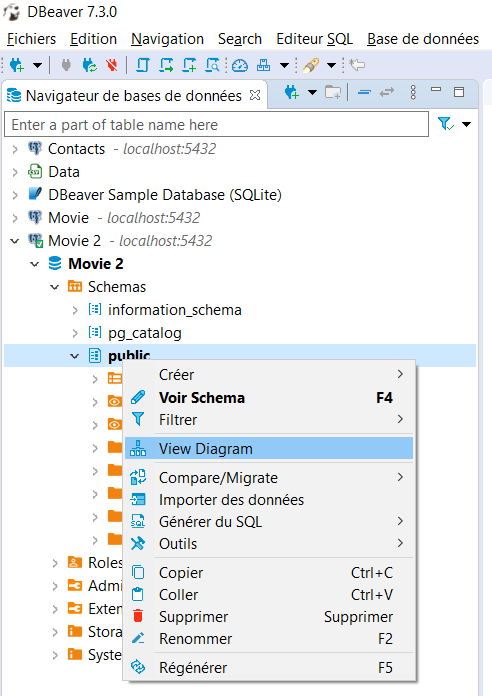 DBeaver 7.3.0
Fichiers Edition Navigation Search Editeur SQL Base de données
Navigateur de bases de données
Enter a part of table name here
Contacts - localhost:5432
Data
DBeaver Sample Database (SQLite)
Movie - localhost:5432
Movie 2 - localhost:5432
Movie 2
Schemas
information_schema
pg_catalog
public
Créer
Voir Schema F4
Filtrer
View Diagram
Compare/Migrate
Importer des données
Générer du SQL
Outils
Roles
Copier Ctrl+C
Admi
Coller Ctrl+V
Exten
Supprimer Supprimer
Stora
Renommer F2
Syste
Régénérer F5